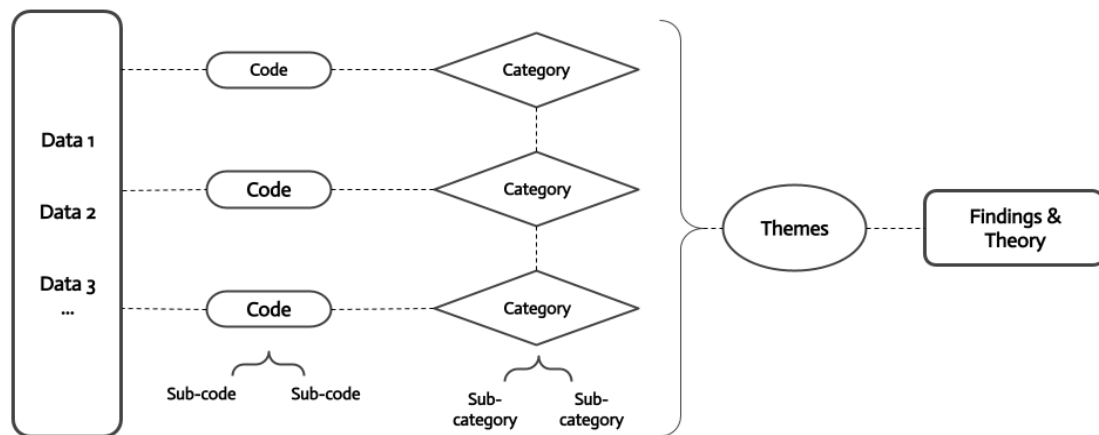 Data 1
Data 2
Data 3
...
Code
Code
Code
Sub-code
Sub-code
Category
Category
Category
Sub-
category
Sub-
category
Themes
Findings &
Theory